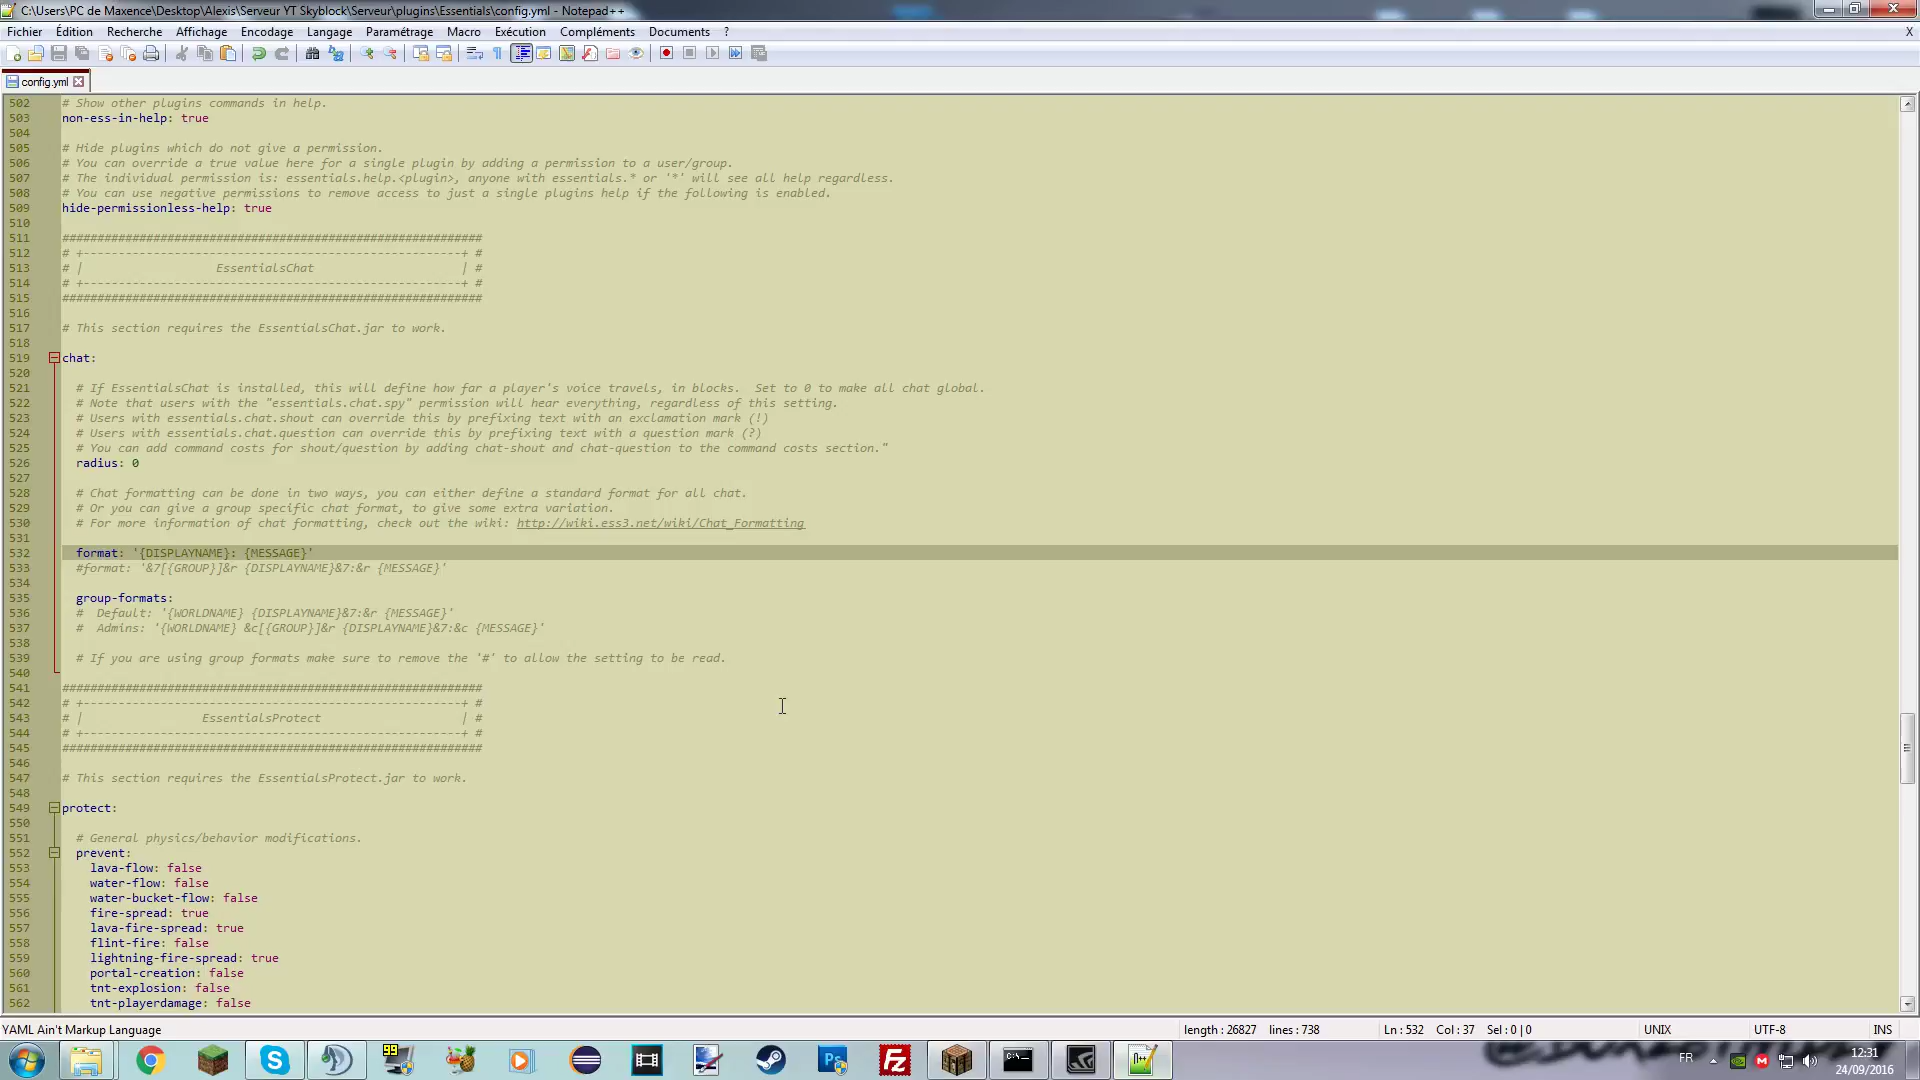 C:\Users\PC de Maxence\Desktop\Alexis\Serveur YT Skyblock\Serveur\plugins\Essentials\config.yml - Notepad++
Fichier Édition Recherche Affichage Encodage Langage Paramétrage Macro Exécution Compléments Documents ? X
config.yml
502 # Show other plugins commands in help.
503 non-ess-in-help: true
504
505 # Hide plugins which do not give a permission.
506 # You can override a true value here for a single plugin by adding a permission to a user/group.
507 # The individual permission is: essentials.help.<plugin>, anyone with essentials.* or '*' will see all help regardless.
508 # You can use negative permissions to remove access to just a single plugins help if the following is enabled.
509 hide-permissionless-help: true
510
511 ############################################################
512 # +------------------------------------------------------+ #
513 # |                   EssentialsChat                     | #
514 # +------------------------------------------------------+ #
515 ############################################################
516
517 # This section requires the EssentialsChat.jar to work.
518
519 chat:
520
521   # If EssentialsChat is installed, this will define how far a player's voice travels, in blocks.  Set to 0 to make all chat global.
522   # Note that users with the "essentials.chat.spy" permission will hear everything, regardless of this setting.
523   # Users with essentials.chat.shout can override this by prefixing text with an exclamation mark (!)
524   # Users with essentials.chat.question can override this by prefixing text with a question mark (?)
525   # You can add command costs for shout/question by adding chat-shout and chat-question to the command costs section."
526   radius: 0
527
528   # Chat formatting can be done in two ways, you can either define a standard format for all chat.
529   # Or you can give a group specific chat format, to give some extra variation.
530   # For more information of chat formatting, check out the wiki: http://wiki.ess3.net/wiki/Chat_Formatting
531
532   format: '{DISPLAYNAME}: {MESSAGE}'
533   #format: '&7[{GROUP}]&r {DISPLAYNAME}&7:&r {MESSAGE}'
534
535   group-formats:
536   #  Default: '{WORLDNAME} {DISPLAYNAME}&7:&r {MESSAGE}'
537   #  Admins: '{WORLDNAME} &c[{GROUP}]&r {DISPLAYNAME}&7:&c {MESSAGE}'
538
539   # If you are using group formats make sure to remove the '#' to allow the setting to be read.
540
541 ############################################################
542 # +------------------------------------------------------+ #
543 # |                 EssentialsProtect                    | #
544 # +------------------------------------------------------+ #
545 ############################################################
546
547 # This section requires the EssentialsProtect.jar to work.
548
549 protect:
550
551   # General physics/behavior modifications.
552   prevent:
553     lava-flow: false
554     water-flow: false
555     water-bucket-flow: false
556     fire-spread: true
557     lava-fire-spread: true
558     flint-fire: false
559     lightning-fire-spread: true
560     portal-creation: false
561     tnt-explosion: false
562     tnt-playerdamage: false
YAML Ain't Markup Language length : 26827 lines : 738 Ln : 532 Col : 37 Sel : 0 | 0 UNIX UTF-8 INS
99
Ps
Fz
FR
12:31
24/09/2016